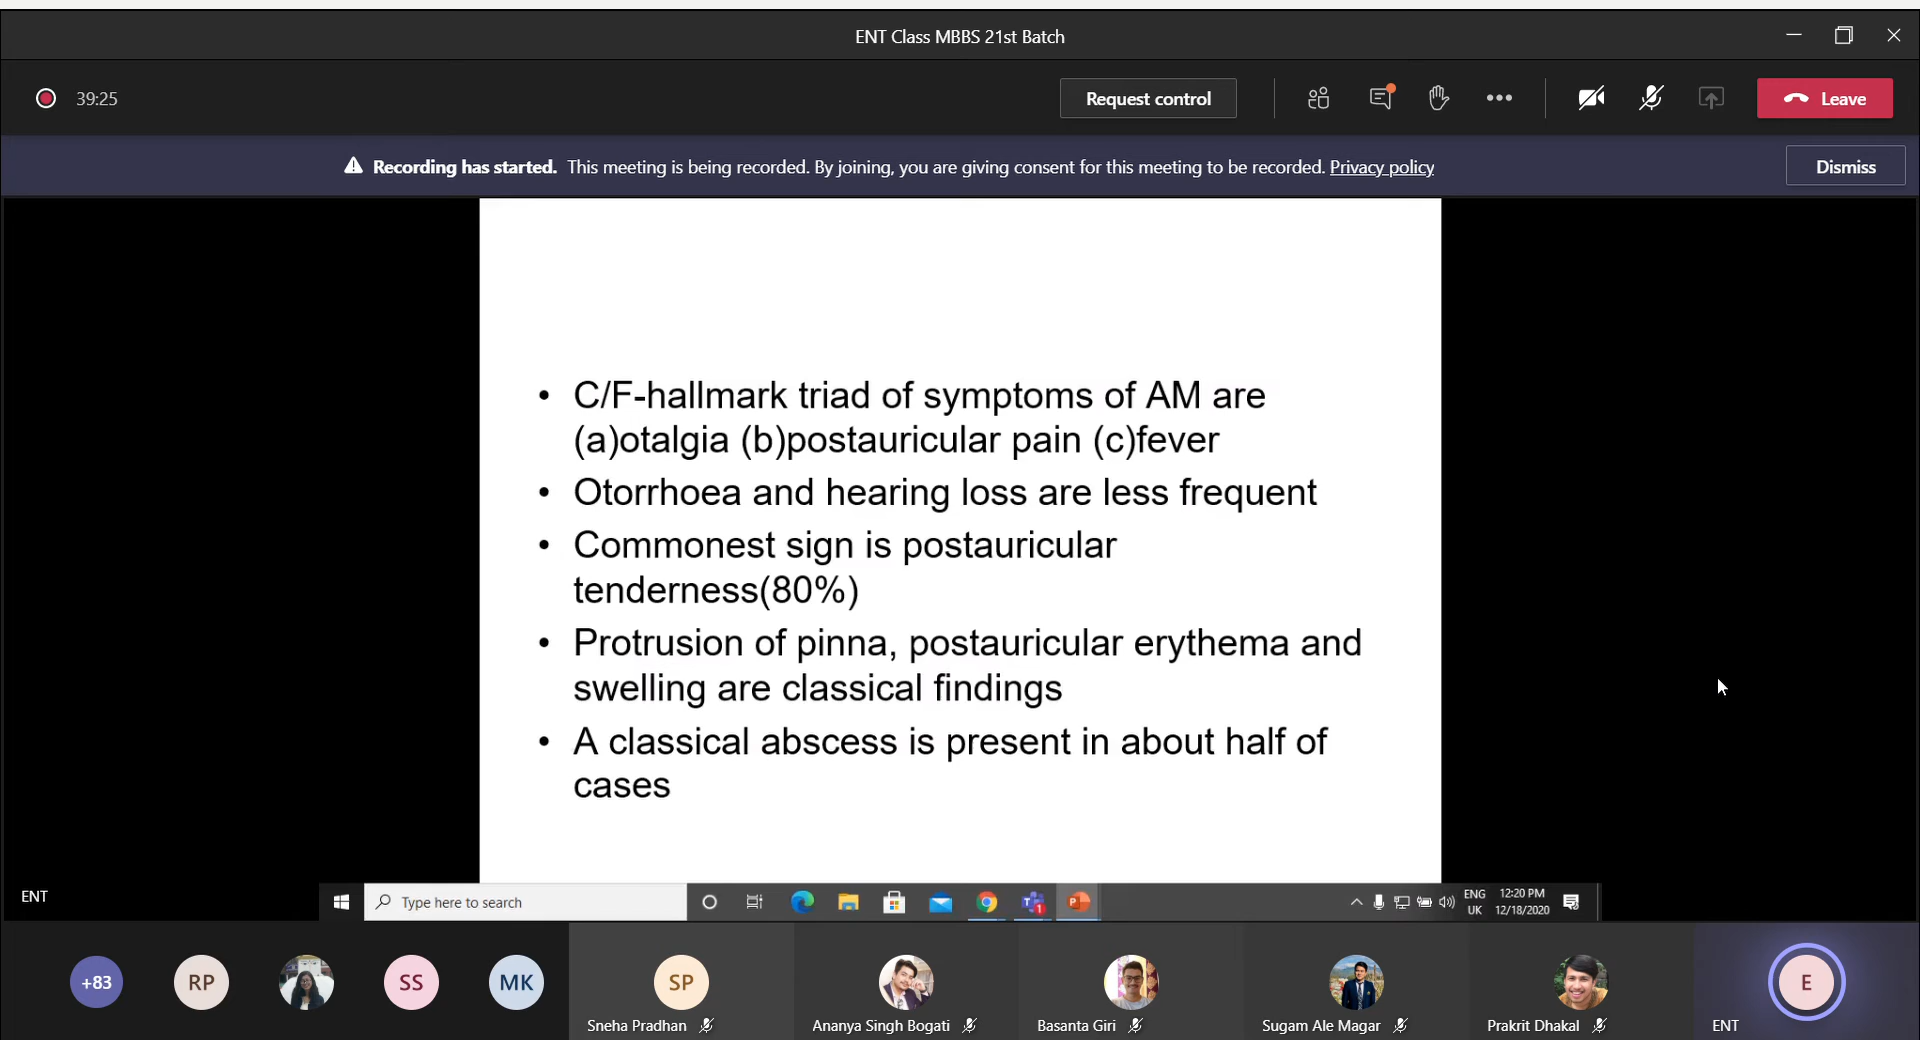 ENT Class MBBS 21st Batch
39:25
Request control
Leave
Recording has started. This meeting is being recorded. By joining, you are giving consent for this meeting to be recorded. Privacy policy
Dismiss
• C/F-hallmark triad of symptoms of AM are
(a)otalgia (b)postauricular pain (c)fever
• Otorrhoea and hearing loss are less frequent
• Commonest sign is postauricular
tenderness(80%)
• Protrusion of pinna, postauricular erythema and
swelling are classical findings
• A classical abscess is present in about half of
cases
ENT
Type here to search
ENG
UK
12:20 PM
12/18/2020
+83
RP
SS
MK
SP
E
Sneha Pradhan
Ananya Singh Bogati
Basanta Giri
Sugam Ale Magar
Prakrit Dhakal
ENT